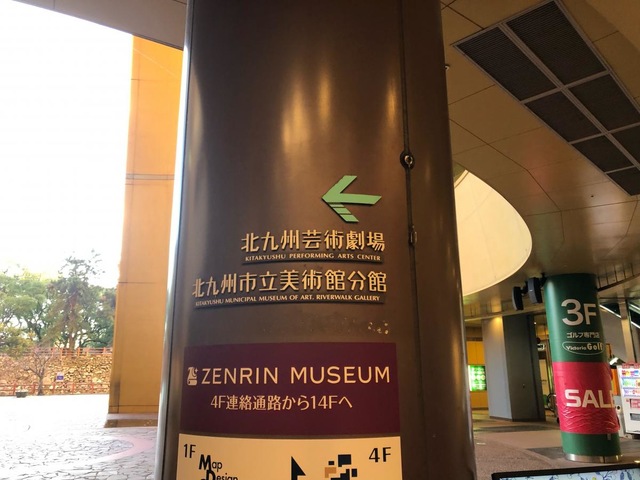 北九州芸術劇場
KITAKYUSHU PERFORMING ARTS CENTER
北九州市立美術館分館
KITAKYUSHU MUNICIPAL MUSEUM OF ART, RIVERWALK GALLERY
ZENRIN MUSEUM
4F連絡通路から14Fへ
1F
Map
Design
4F
3F
ゴルフ専門店
Victoria Golf
SALE